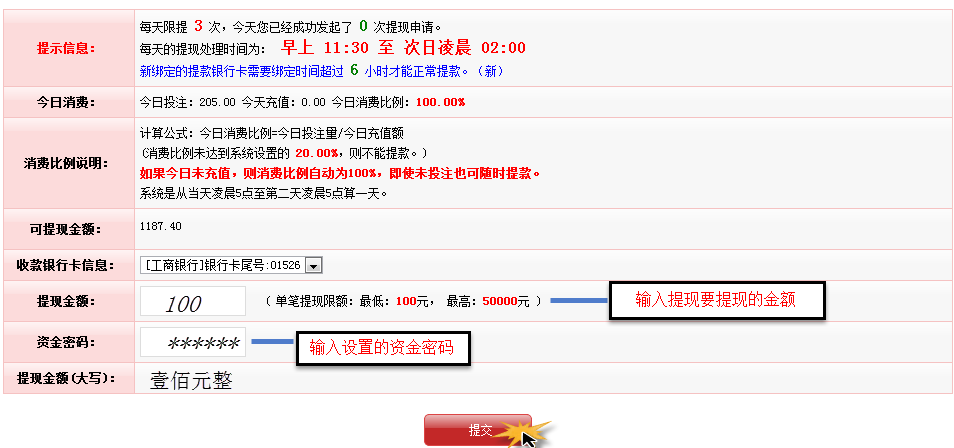 提示信息：
每天限提 3 次，今天您已经成功发起了 0 次提现申请。
每天的提现处理时间为： 早上 11:30 至 次日凌晨 02:00
新绑定的提款银行卡需要绑定时间超过 6 小时才能正常提款。（新）
今日消费：
今日投注：205.00 今天充值：0.00 今日消费比例：100.00%
消费比例说明：
计算公式：今日消费比例=今日投注量/今日充值额
(消费比例未达到系统设置的 20.00%，则不能提款。)
如果今日未充值，则消费比例自动为100%，即使未投注也可随时提款。
系统是从当天凌晨5点至第二天凌晨5点算一天。
可提现金额：
1187.40
收款银行卡信息：
[工商银行]银行卡尾号:01526
提现金额：
100
（ 单笔提现限额：最低：100元， 最高：50000元 ）
输入提现要提现的金额
资金密码：
******
输入设置的资金密码
提现金额(大写)：
壹佰元整
提交